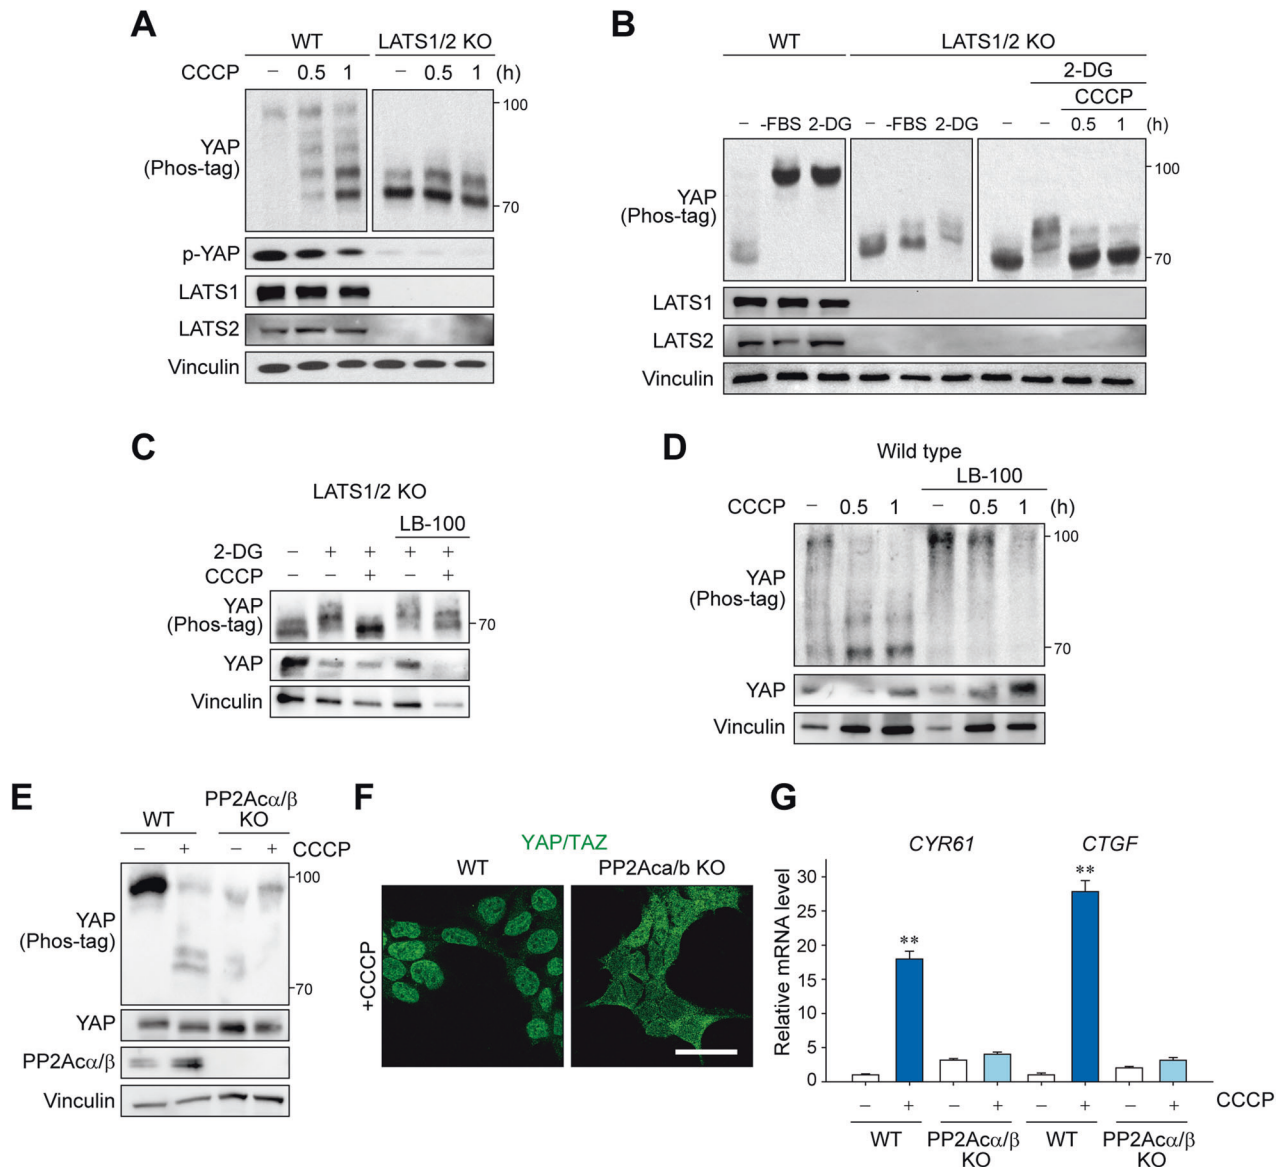 A
WT LATS1/2 KO
CCCP – 0.5 1 – 0.5 1 (h)
YAP
(Phos-tag)
100
70
p-YAP
LATS1
LATS2
Vinculin
B
WT LATS1/2 KO
2-DG
CCCP
– -FBS 2-DG – -FBS 2-DG – – 0.5 1 (h)
YAP
(Phos-tag)
100
70
LATS1
LATS2
Vinculin
C
LATS1/2 KO
LB-100
2-DG – + + + +
CCCP – – + – +
YAP
(Phos-tag)
70
YAP
Vinculin
D
Wild type
LB-100
CCCP – 0.5 1 – 0.5 1 (h)
YAP
(Phos-tag)
100
70
YAP
Vinculin
E
WT PP2Acα/β
KO
– + – + CCCP
YAP
(Phos-tag)
100
70
YAP
PP2Acα/β
Vinculin
F
YAP/TAZ
WT PP2Aca/b KO
+CCCP
G
CYR61 CTGF
Relative mRNA level
30
25
20
15
10
5
0
**
**
– + – + – + – + CCCP
WT PP2Acα/β
KO WT PP2Acα/β
KO